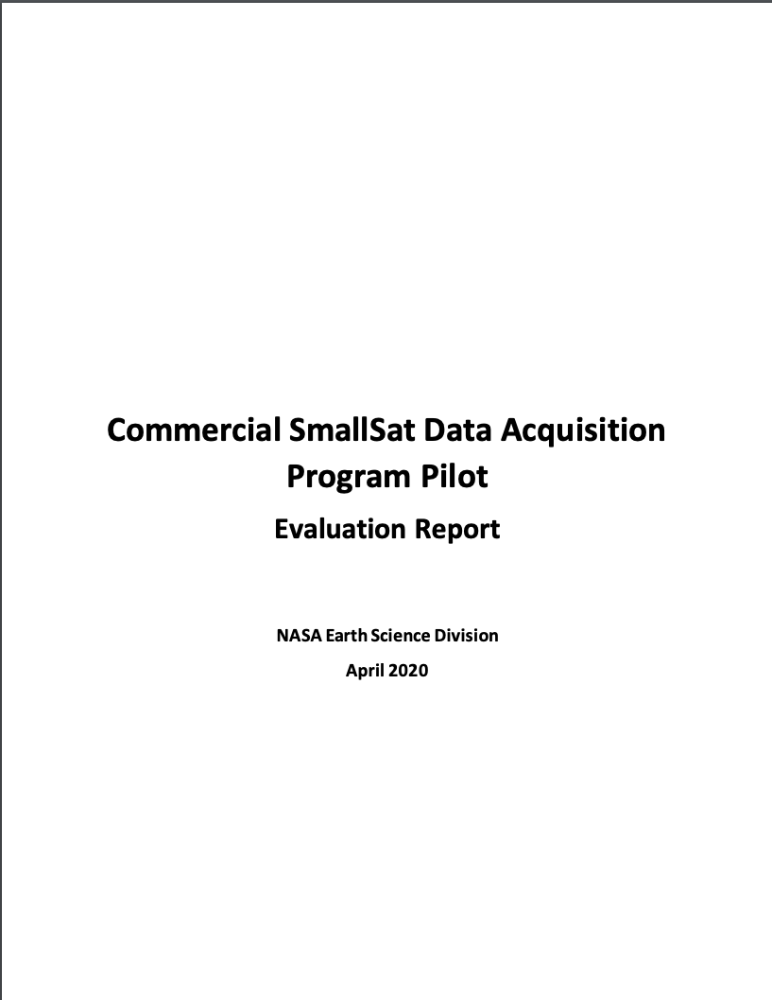 Commercial SmallSat Data Acquisition
Program Pilot
Evaluation Report
NASA Earth Science Division
April 2020